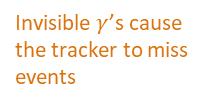 Invisible γ's cause
the tracker to miss
events